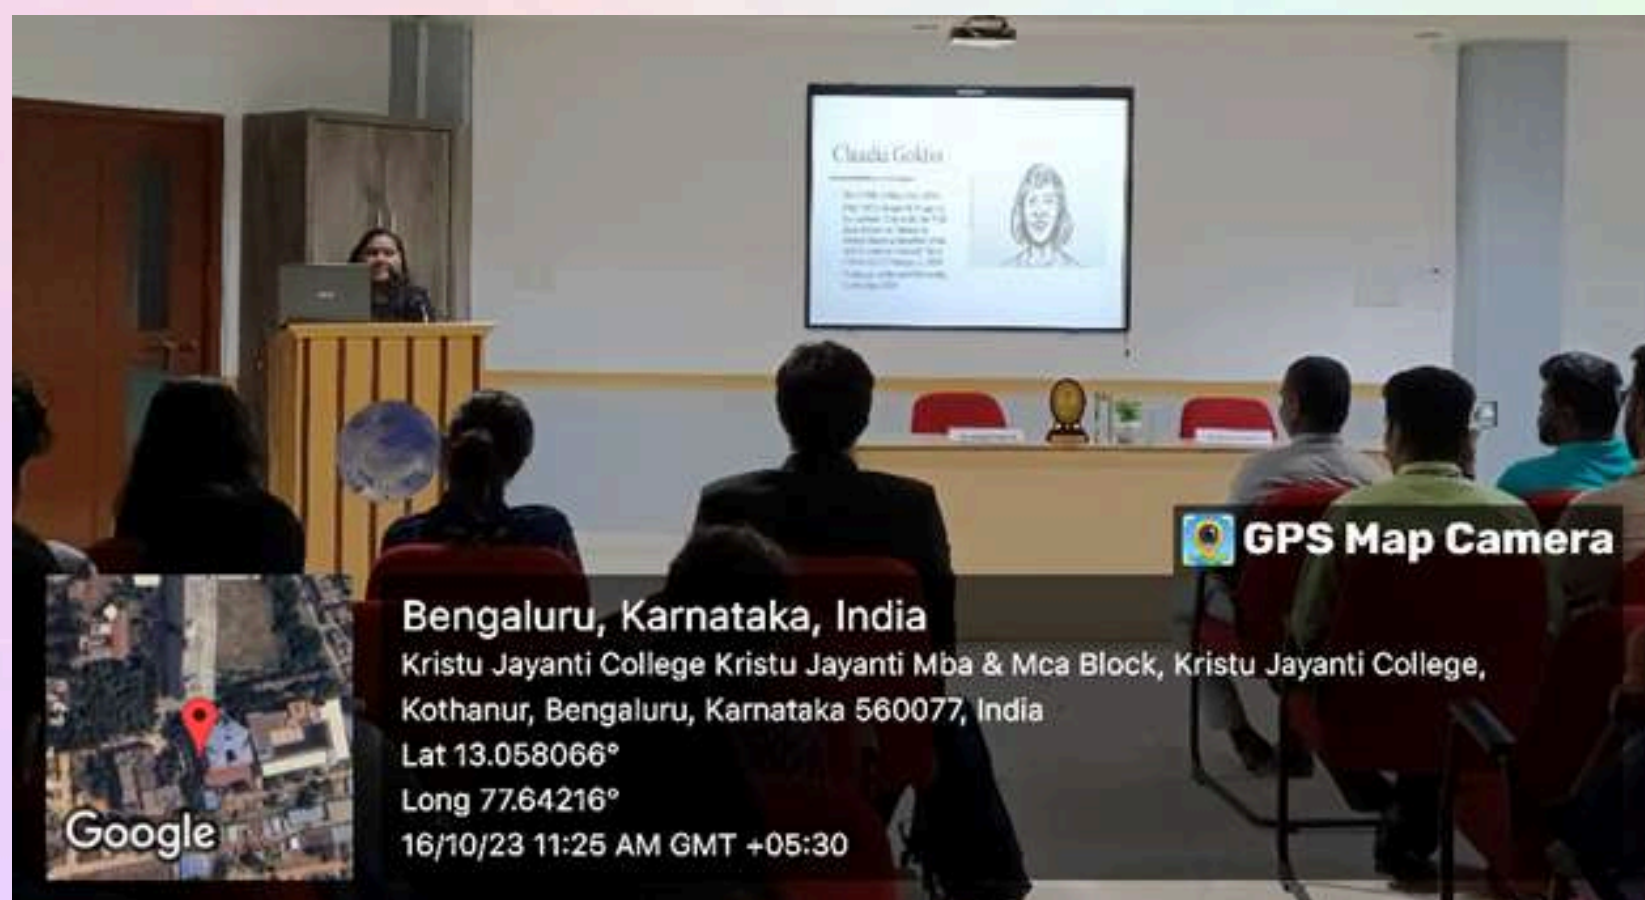 Claudia Goldin
GPS Map Camera
Bengaluru, Karnataka, India
Kristu Jayanti College Kristu Jayanti Mba & Mca Block, Kristu Jayanti College,
Kothanur, Bengaluru, Karnataka 560077, India
Lat 13.058066°
Long 77.64216°
16/10/23 11:25 AM GMT +05:30
Google